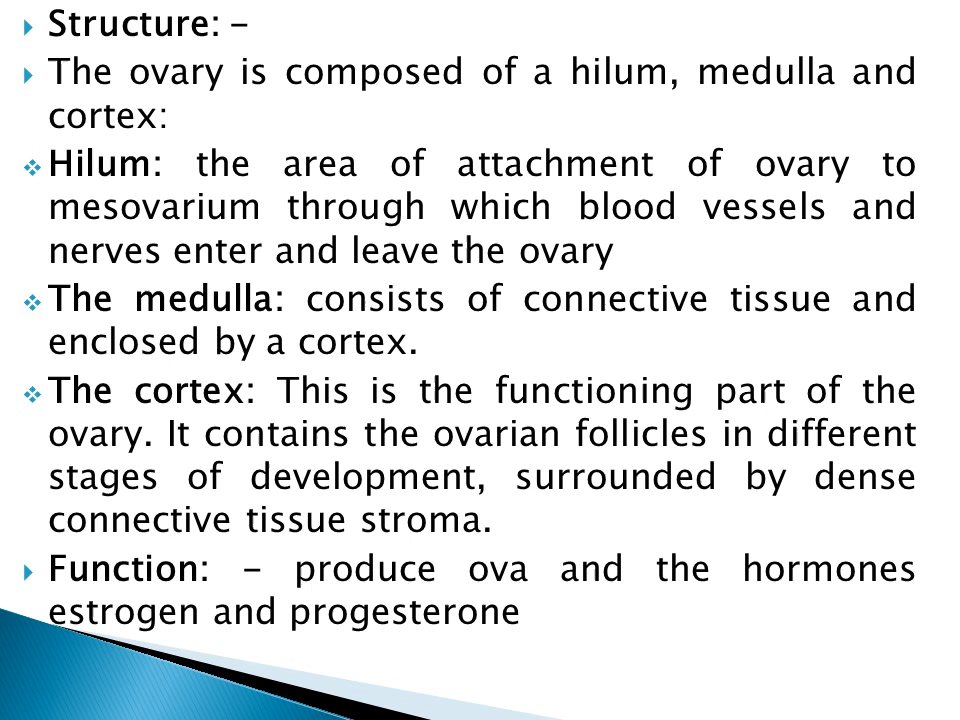 Structure: -
The ovary is composed of a hilum, medulla and
cortex:
Hilum: the area of attachment of ovary to
mesovarium through which blood vessels and
nerves enter and leave the ovary
The medulla: consists of connective tissue and
enclosed by a cortex.
The cortex: This is the functioning part of the
ovary. It contains the ovarian follicles in different
stages of development, surrounded by dense
connective tissue stroma.
Function: - produce ova and the hormones
estrogen and progesterone